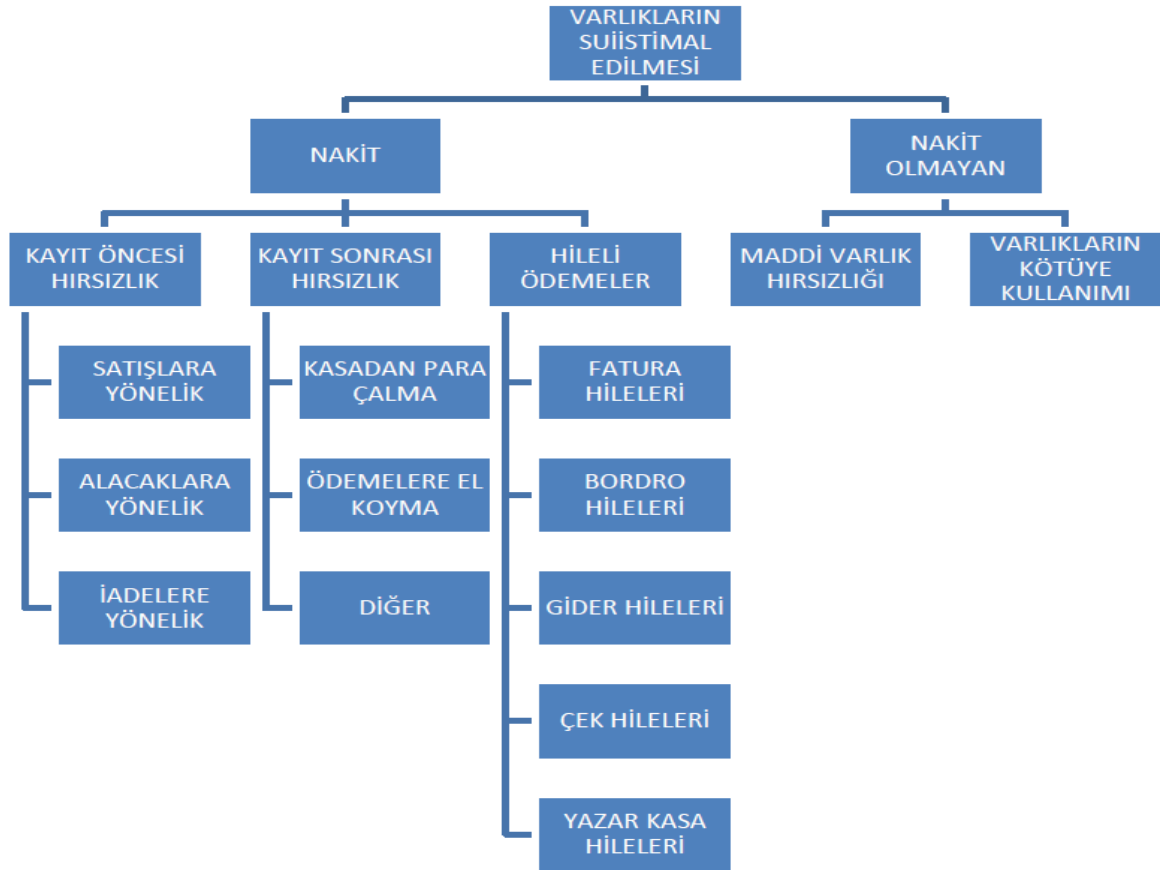 VARLIKLARIN
SUİİSTİMAL
EDİLMESİ
NAKİT
NAKİT
OLMAYAN
KAYIT ÖNCESİ
HIRSIZLIK
KAYIT SONRASI
HIRSIZLIK
HİLELİ
ÖDEMELER
MADDİ VARLIK
HIRSIZLIĞI
VARLIKLARIN
KÖTÜYE
KULLANIMI
SATIŞLARA
YÖNELİK
ALACAKLARA
YÖNELİK
İADELERE
YÖNELİK
KASADAN PARA
ÇALMA
ÖDEMELERE EL
KOYMA
DİĞER
FATURA
HİLELERİ
BORDRO
HİLELERİ
GİDER HİLELERİ
ÇEK HİLELERİ
YAZAR KASA
HİLELERİ